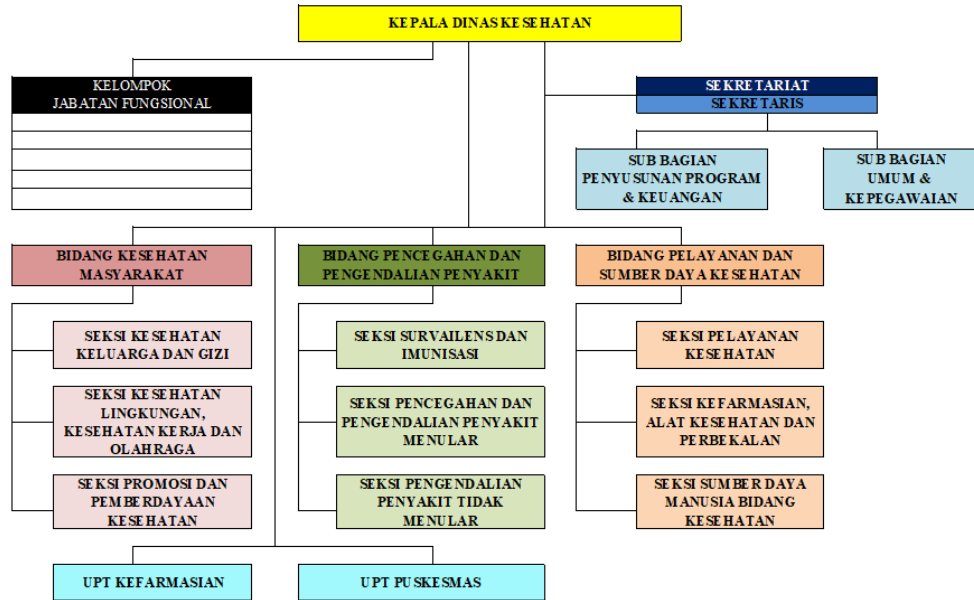 KEPALA DINAS KESEHATAN
KELOMPOK
JABATAN FUNGSIONAL
SEKRETARIAT
SEKRETARIS
SUB BAGIAN
PENYUSUNAN PROGRAM
& KEUANGAN
SUB BAGIAN
UMUM &
KEPEGAWAIAN
BIDANG KESEHATAN
MASYARAKAT
BIDANG PENCEGAHAN DAN
PENGENDALIAN PENYAKIT
BIDANG PELAYANAN DAN
SUMBER DAYA KESEHATAN
SEKSI KESEHATAN
KELUARGA DAN GIZI
SEKSI SURVAILENS DAN
IMUNISASI
SEKSI PELAYANAN
KESEHATAN
SEKSI KESEHATAN
LINGKUNGAN,
KESEHATAN KERJA DAN
OLAHRAGA
SEKSI PENCEGAHAN DAN
PENGENDALIAN PENYAKIT
MENULAR
SEKSI KEFARMASIAN,
ALAT KESEHATAN DAN
PERBEKALAN
SEKSI PROMOSI DAN
PEMBERDAYAAN
KESEHATAN
SEKSI PENGENDALIAN
PENYAKIT TIDAK
MENULAR
SEKSI SUMBER DAYA
MANUSIA BIDANG
KESEHATAN
UPT KEFARMASIAN
UPT PUSKESMAS